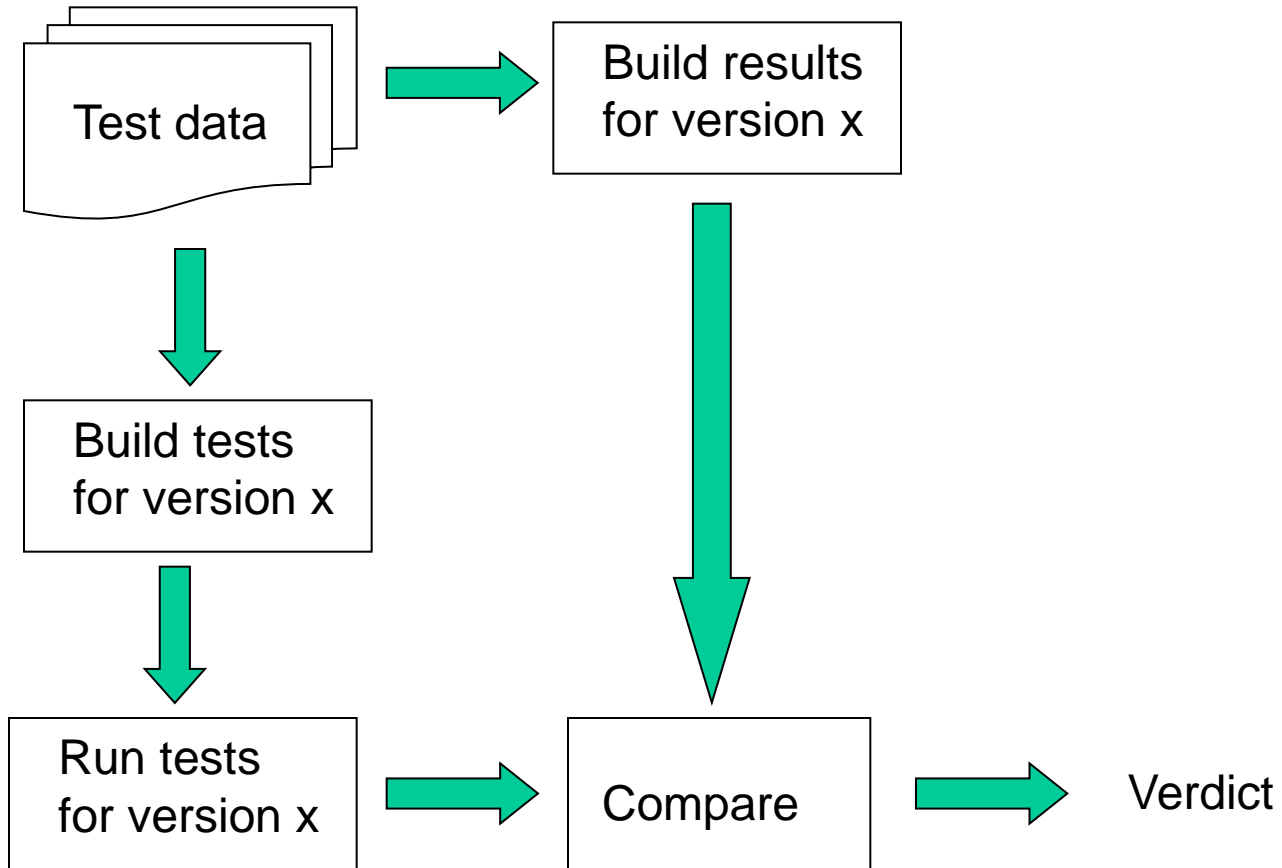 Test data
Build results
for version x
Build tests
for version x
Run tests
for version x
Compare
Verdict